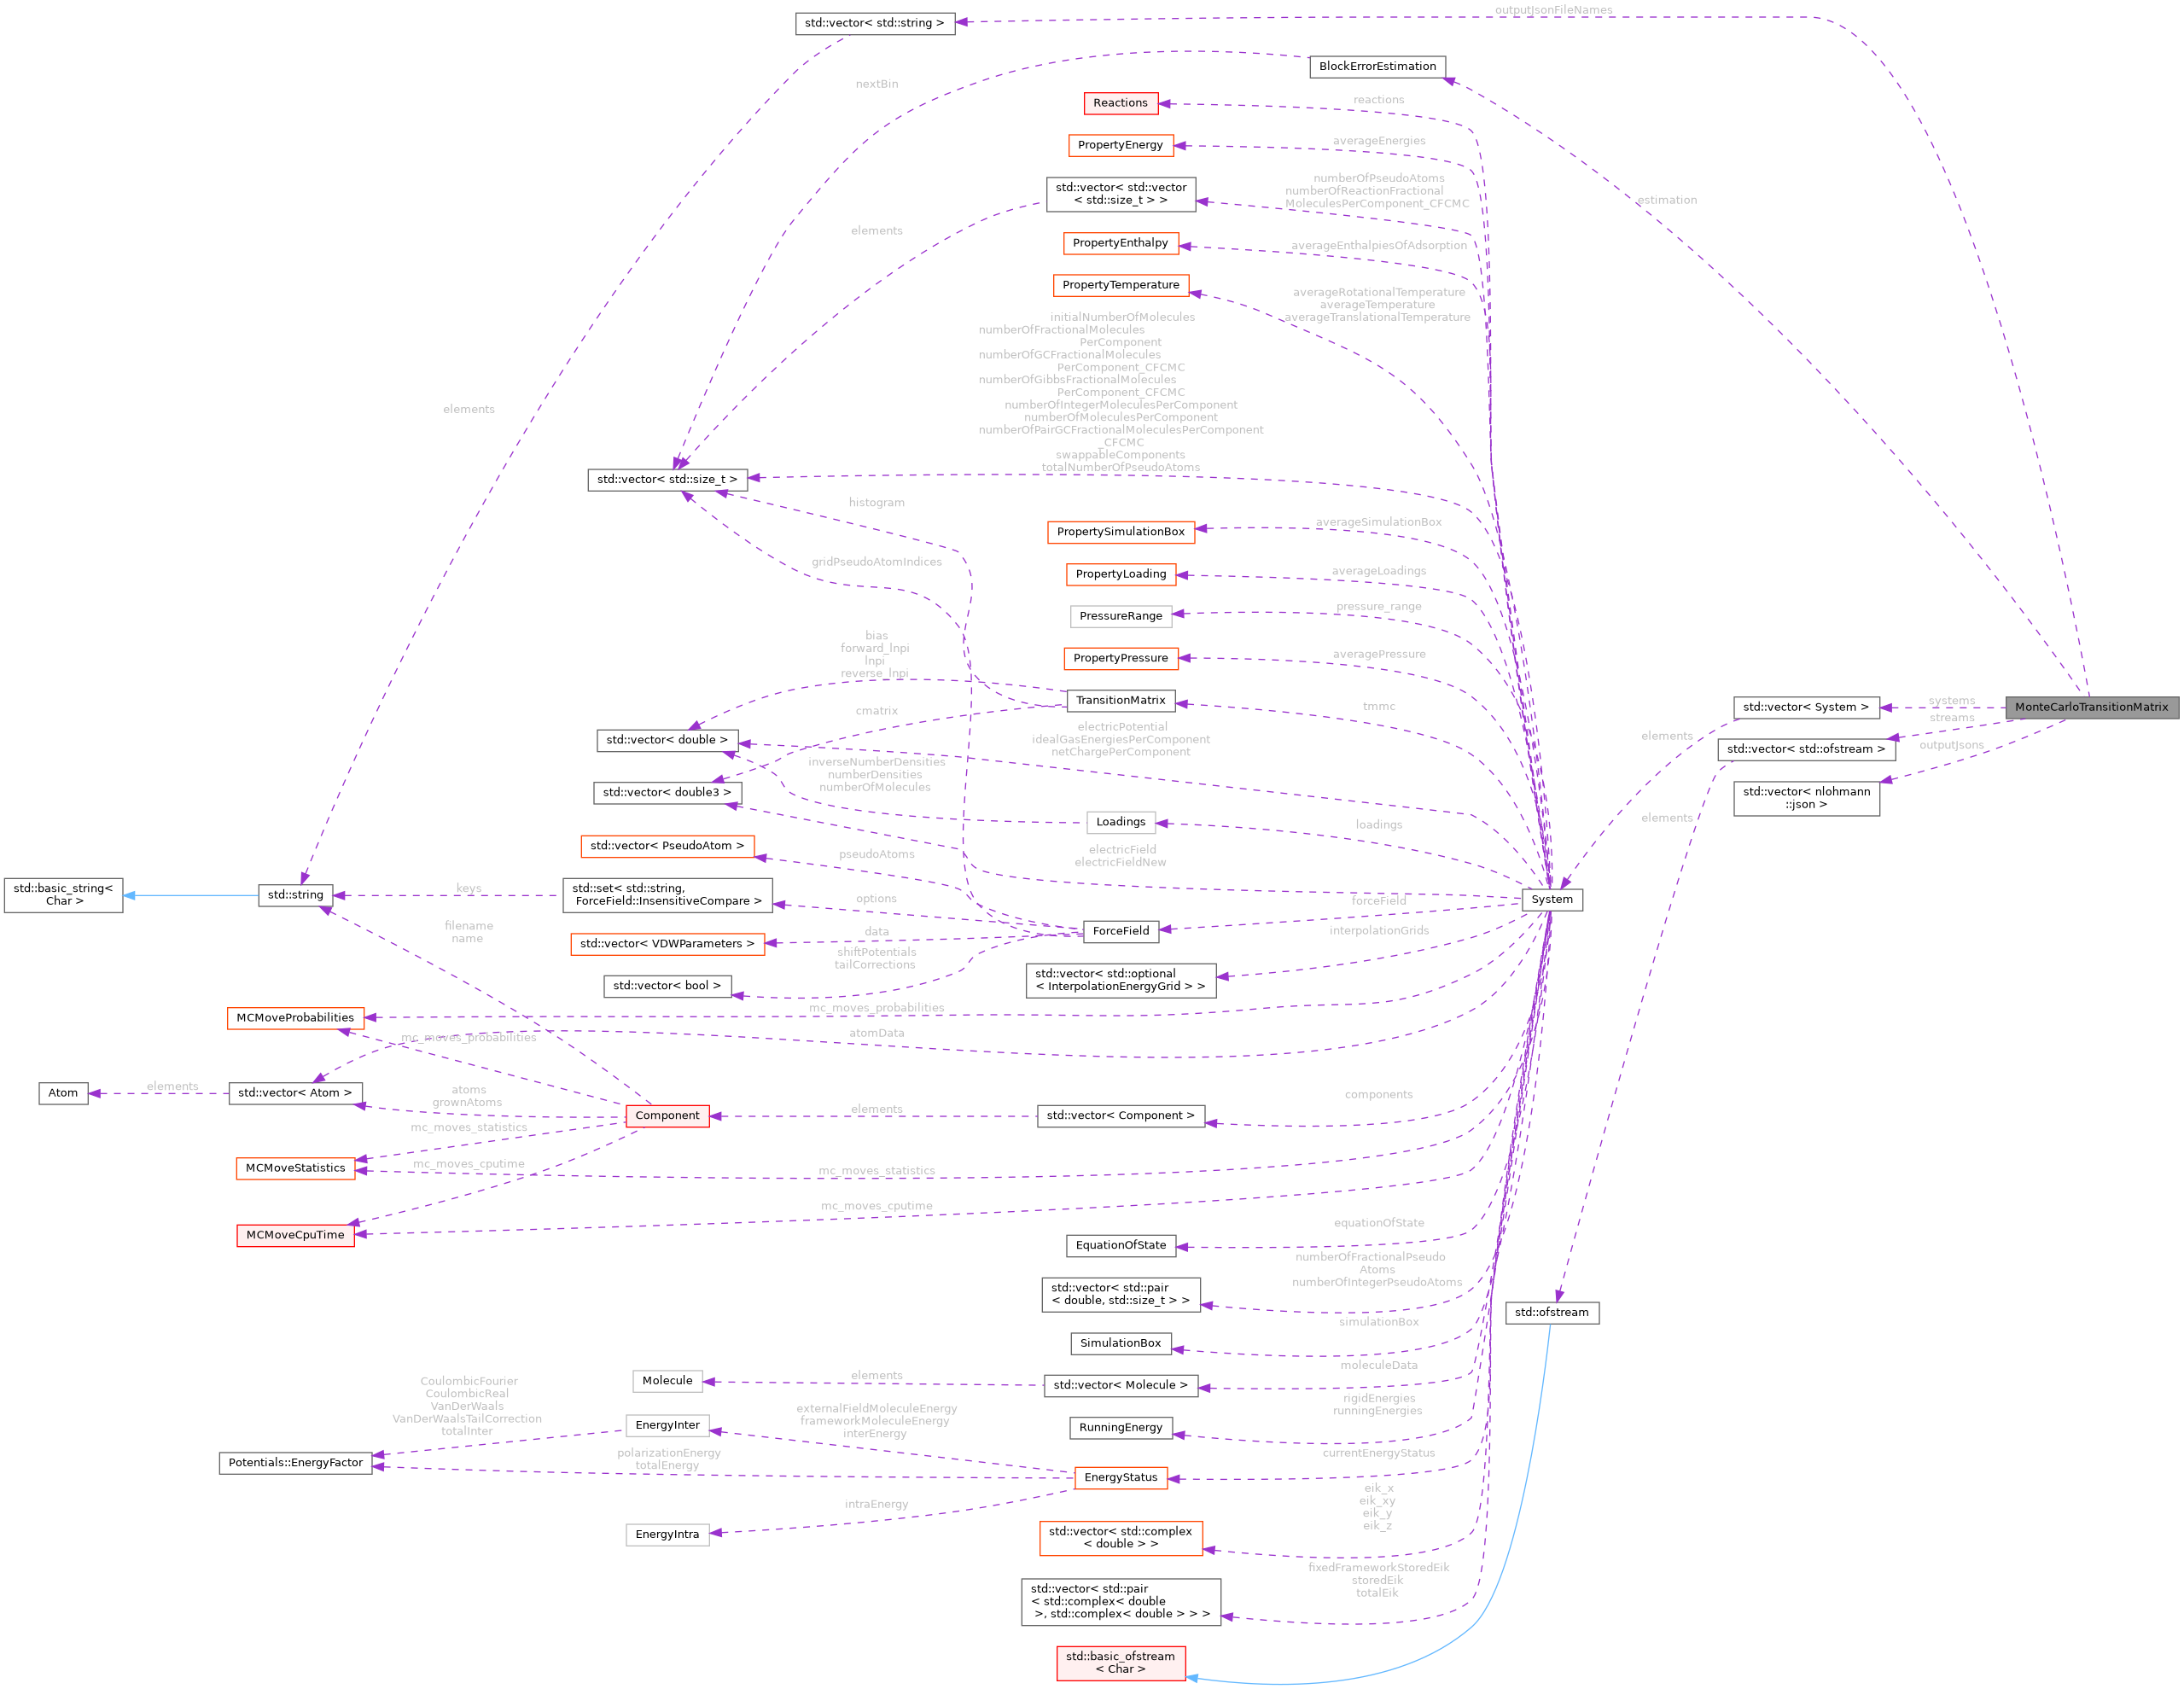 outputJsonFileNames
std::vector< std::string >
BlockErrorEstimation
nextBin
Reactions
reactions
PropertyEnergy
averageEnergies
std::vector< std::vector
< std::size_t > >
numberOfPseudoAtoms
numberOfReactionFractional
MoleculesPerComponent_CFCMC
estimation
elements
PropertyEnthalpy
averageEnthalpiesOfAdsorption
PropertyTemperature
averageRotationalTemperature
averageTemperature
averageTranslationalTemperature
initialNumberOfMolecules
numberOfFractionalMolecules
PerComponent
numberOfGCFractionalMolecules
PerComponent_CFCMC
numberOfGibbsFractionalMolecules
PerComponent_CFCMC
numberOfIntegerMoleculesPerComponent
numberOfMoleculesPerComponent
numberOfPairGCFractionalMoleculesPerComponent
_CFCMC
swappableComponents
totalNumberOfPseudoAtoms
elements
std::vector< std::size_t >
histogram
PropertySimulationBox
averageSimulationBox
gridPseudoAtomIndices
PropertyLoading
averageLoadings
PressureRange
pressure_range
bias
forward_lnpi
lnpi
reverse_lnpi
PropertyPressure
averagePressure
TransitionMatrix
tmmc
std::vector< System >
systems
MonteCarloTransitionMatrix
cmatrix
streams
std::vector< double >
electricPotential
idealGasEnergiesPerComponent
netChargePerComponent
elements
std::vector< std::ofstream >
outputJsons
inverseNumberDensities
numberDensities
numberOfMolecules
std::vector< double3 >
std::vector< nlohmann
::json >
Loadings
loadings
elements
std::vector< PseudoAtom >
pseudoAtoms
electricField
electricFieldNew
std::basic_string<
Char >
std::string
keys
std::set< std::string,
ForceField::InsensitiveCompare >
options
System
forceField
filename
name
std::vector< VDWParameters >
data
ForceField
interpolationGrids
shiftPotentials
tailCorrections
std::vector< bool >
std::vector< std::optional
< InterpolationEnergyGrid > >
MCMoveProbabilities
mc_moves_probabilities
mc_moves_probabilities
atomData
Atom
elements
std::vector< Atom >
atoms
grownAtoms
Component
elements
std::vector< Component >
components
mc_moves_statistics
MCMoveStatistics
mc_moves_cputime
mc_moves_statistics
MCMoveCpuTime
mc_moves_cputime
EquationOfState
equationOfState
numberOfFractionalPseudo
Atoms
numberOfIntegerPseudoAtoms
std::vector< std::pair
< double, std::size_t > >
std::ofstream
SimulationBox
simulationBox
Molecule
elements
std::vector< Molecule >
moleculeData
CoulombicFourier
CoulombicReal
VanDerWaals
VanDerWaalsTailCorrection
totalInter
EnergyInter
externalFieldMoleculeEnergy
frameworkMoleculeEnergy
interEnergy
RunningEnergy
rigidEnergies
runningEnergies
Potentials::EnergyFactor
polarizationEnergy
totalEnergy
EnergyStatus
currentEnergyStatus
intraEnergy
EnergyIntra
eik_x
eik_xy
eik_y
eik_z
std::vector< std::complex
< double > >
fixedFrameworkStoredEik
storedEik
totalEik
std::vector< std::pair
< std::complex< double
>, std::complex< double > > >
std::basic_ofstream
< Char >